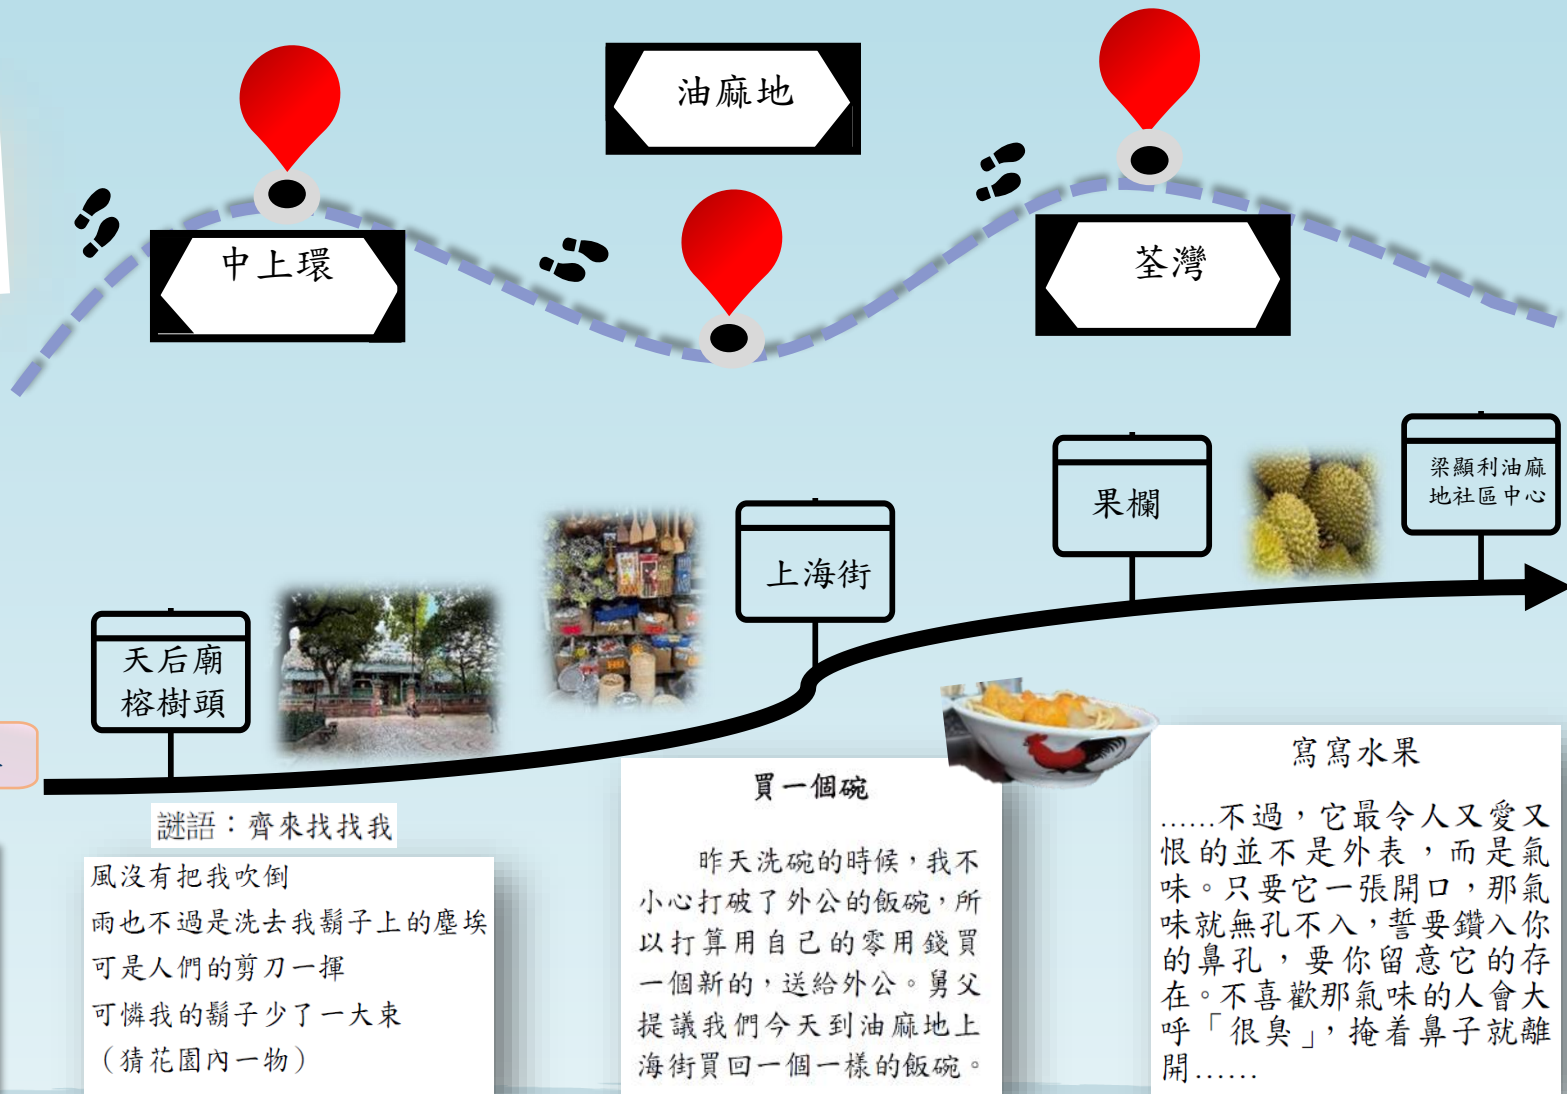 中上環
油麻地
荃灣
天后廟
榕樹頭
上海街
果欄
梁顯利油麻
地社區中心
謎語：齊來找找我
風沒有把我吹倒
雨也不過是洗去我鬍子上的塵埃
可是人們的剪刀一揮
可憐我的鬍子少了一大束
（猜花園內一物）
買一個碗
昨天洗碗的時候，我不
小心打破了外公的飯碗，所
以打算用自己的零用錢買
一個新的，送給外公。舅父
提議我們今天到油麻地上
海街買回一個一樣的飯碗。
寫寫水果
……不過，它最令人又愛又
恨的並不是外表，而是氣
味。只要它一張開口，那氣
味就無孔不入，誓要鑽入你
的鼻孔，要你留意它的存
在。不喜歡那氣味的人會大
呼「很臭」，掩着鼻子就離
開……